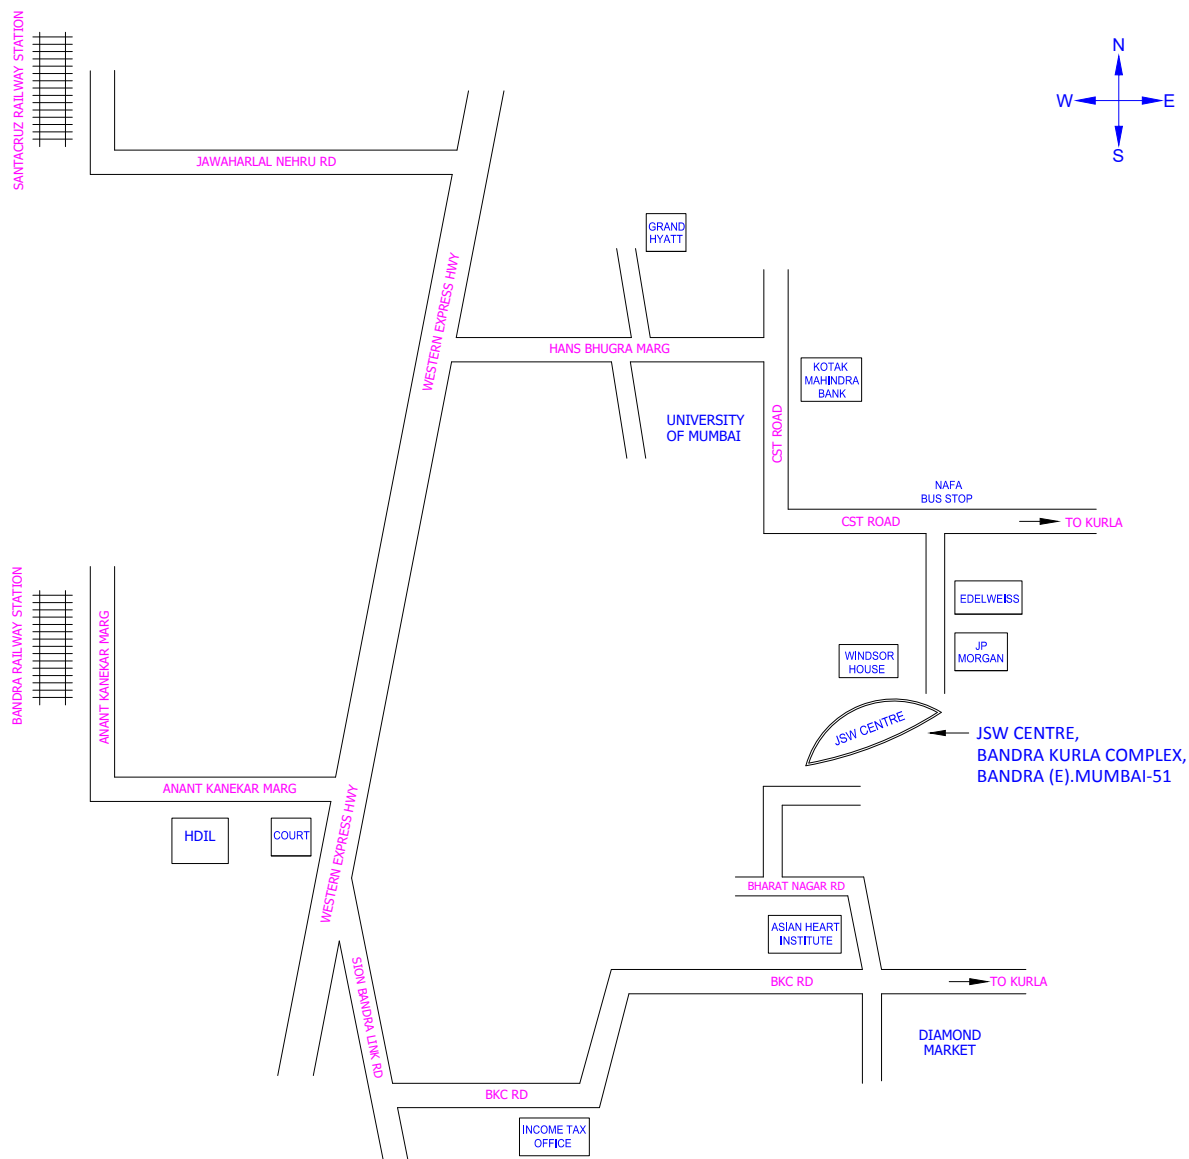 SANTACRUZ RAILWAY STATION
N
W
E
S
JAWAHARLAL NEHRU RD
GRAND
HYATT
WESTERN EXPRESS HWY
HANS BHUGRA MARG
KOTAK
MAHINDRA
BANK
UNIVERSITY
OF MUMBAI
CST ROAD
NAFA
BUS STOP
CST ROAD
TO KURLA
BANDRA RAILWAY STATION
ANANT KANEKAR MARG
EDELWEISS
JP
MORGAN
WINDSOR
HOUSE
JSW CENTRE
JSW CENTRE,
BANDRA KURLA COMPLEX,
BANDRA (E).MUMBAI-51
ANANT KANEKAR MARG
HDIL
COURT
WESTERN EXPRESS HWY
BHARAT NAGAR RD
ASIAN HEART
INSTITUTE
SION BANDRA LINK RD
BKC RD
TO KURLA
DIAMOND
MARKET
BKC RD
INCOME TAX
OFFICE